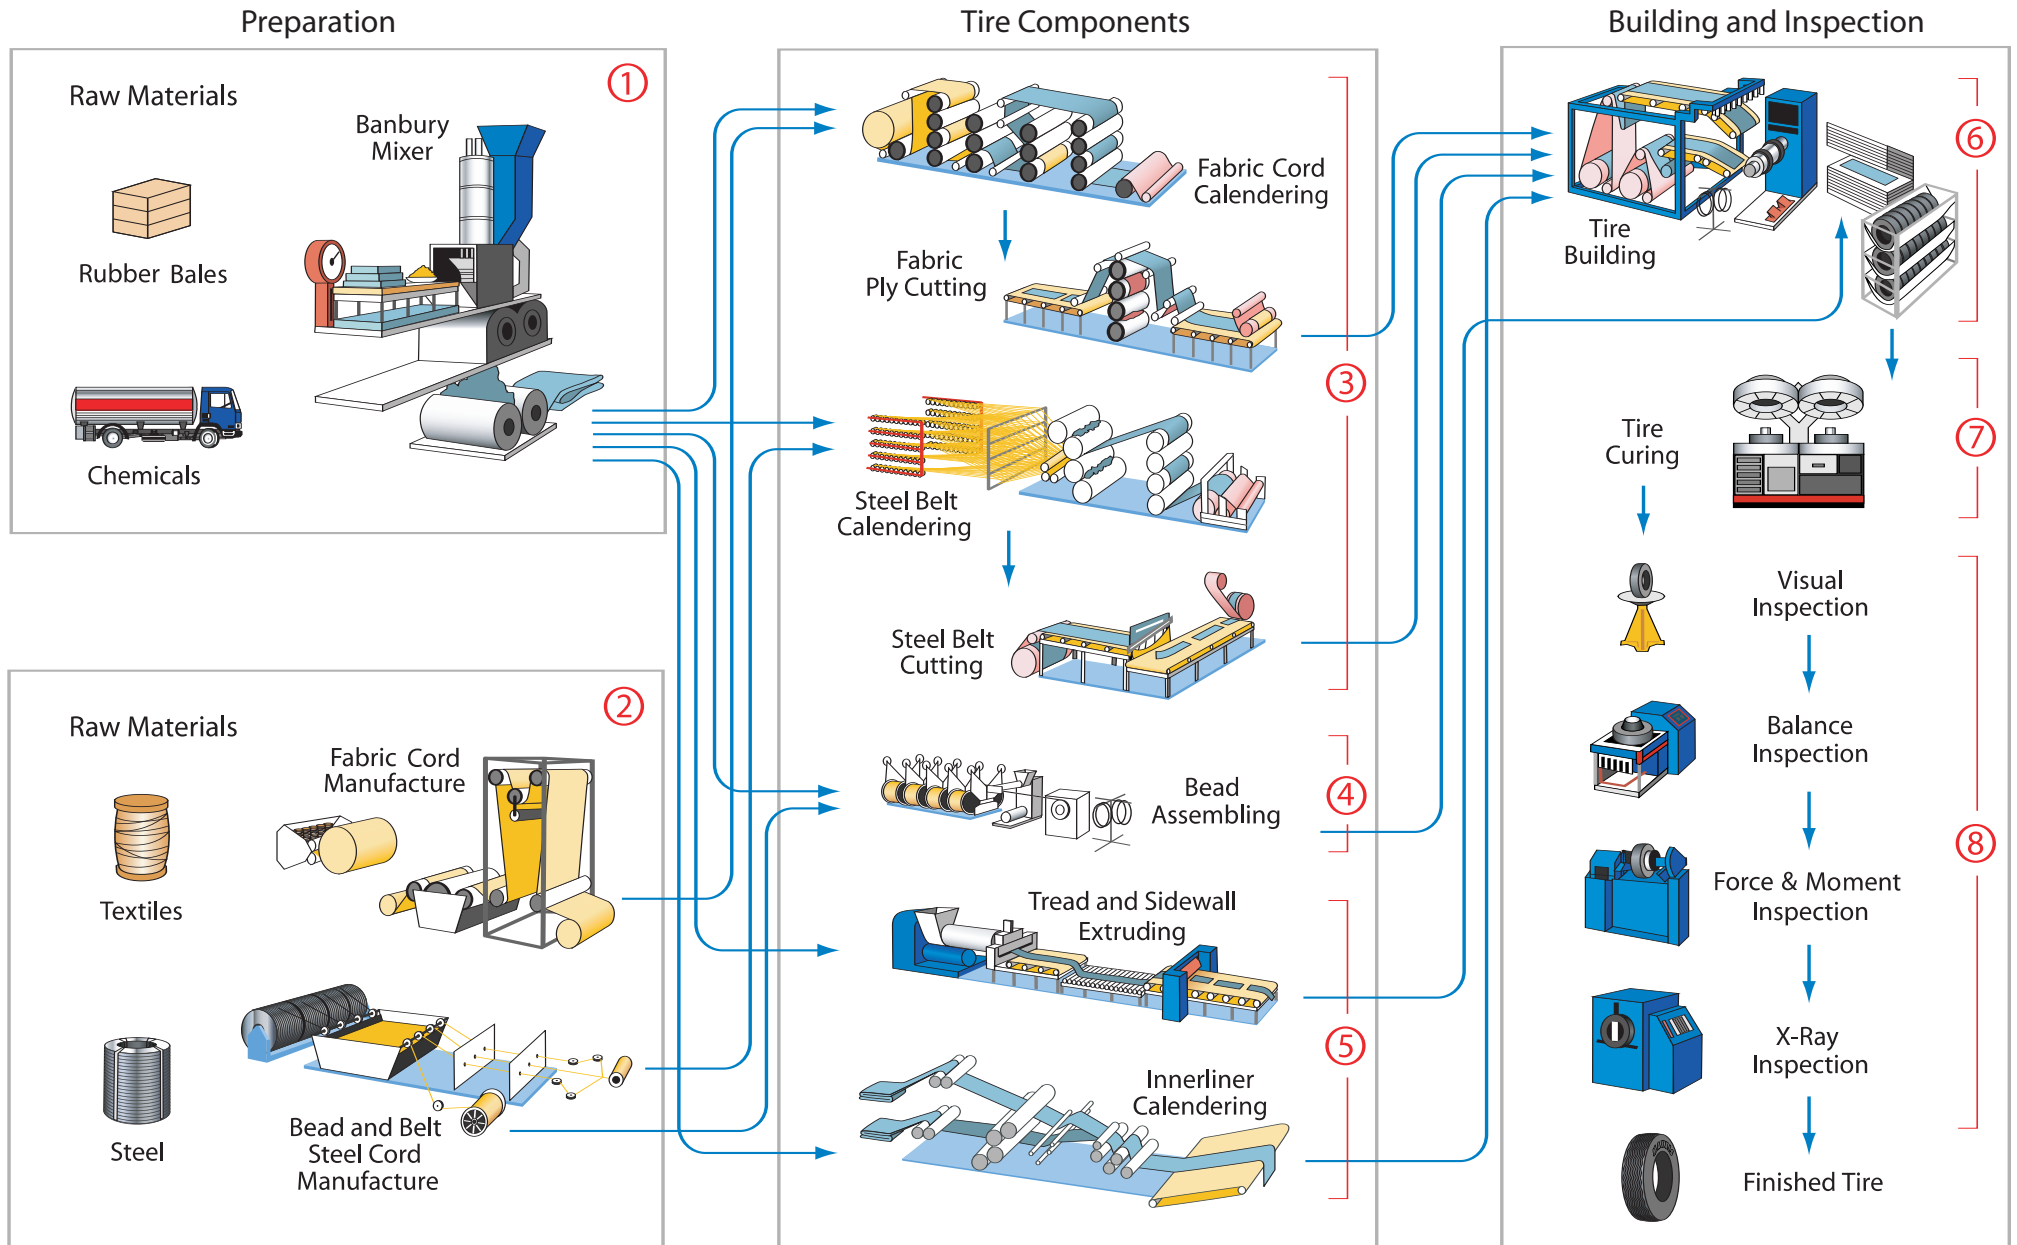 Preparation
Raw Materials
1
Banbury
Mixer
Rubber Bales
Chemicals
Raw Materials
2
Fabric Cord
Manufacture
Textiles
Steel
Bead and Belt
Steel Cord
Manufacture
Tire Components
Fabric Cord
Calendering
Fabric
Ply Cutting
3
Steel Belt
Calendering
Steel Belt
Cutting
Bead
Assembling
4
Tread and Sidewall
Extruding
5
Innerliner
Calendering
Building and Inspection
6
Tire
Building
Tire
Curing
7
Visual
Inspection
Balance
Inspection
8
Force & Moment
Inspection
X-Ray
Inspection
Finished Tire